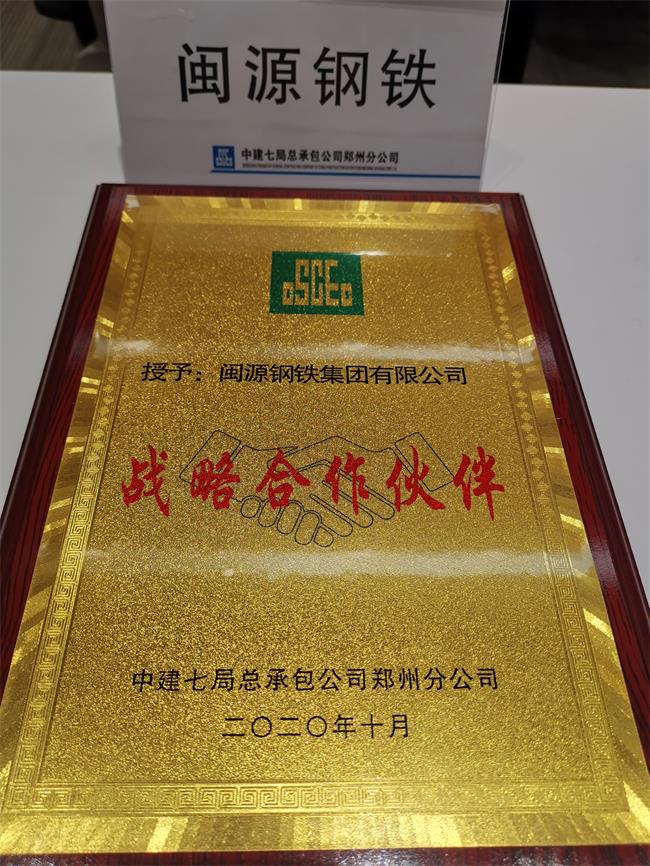 闽源钢铁
中建七局总承包公司郑州分公司
授予：闽源钢铁集团有限公司
战略合作伙伴
中建七局总承包公司郑州分公司
二〇二〇年十月